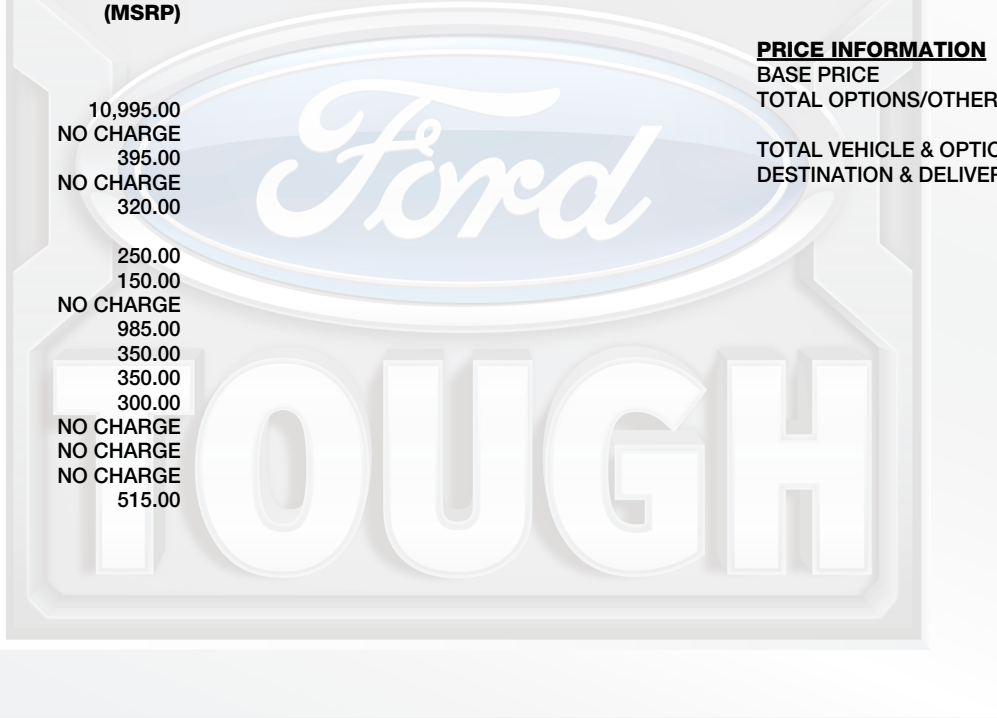 (MSRP)
10,995.00
NO CHARGE
395.00
NO CHARGE
320.00
250.00
150.00
NO CHARGE
985.00
350.00
350.00
300.00
NO CHARGE
NO CHARGE
NO CHARGE
515.00
PRICE INFORMATION
BASE PRICE
TOTAL OPTIONS/OTHER
TOTAL VEHICLE & OPTIO
DESTINATION & DELIVER
Ford
TOUGH